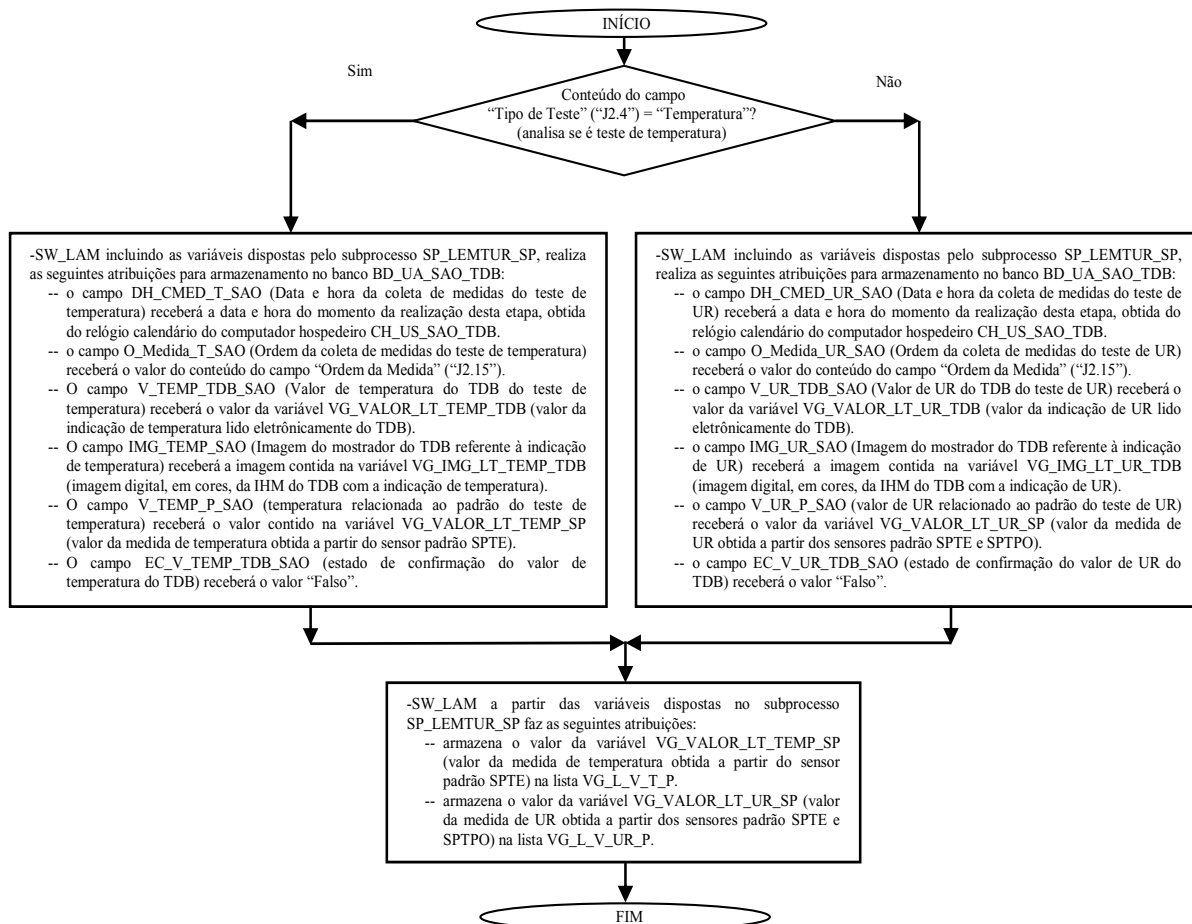 INÍCIO
Sim
Não
Conteúdo do campo
“Tipo de Teste” (“J2.4”) = “Temperatura”?
(analisa se é teste de temperatura)
-SW_LAM incluindo as variáveis dispostas pelo subprocesso SP_LEMTUR_SP, realiza
as seguintes atribuições para armazenamento no banco BD_UA_SAO_TDB:
-- o campo DH_CMED_T_SAO (Data e hora da coleta de medidas do teste de
temperatura) receberá a data e hora do momento da realização desta etapa, obtida
do relógio calendário do computador hospedeiro CH_US_SAO_TDB.
-- o campo O_Medida_T_SAO (Ordem da coleta de medidas do teste de temperatura)
receberá o valor do conteúdo do campo “Ordem da Medida” (“J2.15”).
-- O campo V_TEMP_TDB_SAO (Valor de temperatura do TDB do teste de
temperatura) receberá o valor da variável VG_VALOR_LT_TEMP_TDB (valor da
indicação de temperatura lido eletrônicamente do TDB).
-- O campo IMG_TEMP_SAO (Imagem do mostrador do TDB referente à indicação
de temperatura) receberá a imagem contida na variável VG_IMG_LT_TEMP_TDB
(imagem digital, em cores, da IHM do TDB com a indicação de temperatura).
-- O campo V_TEMP_P_SAO (temperatura relacionada ao padrão do teste de
temperatura) receberá o valor contido na variável VG_VALOR_LT_TEMP_SP
(valor da medida de temperatura obtida a partir do sensor padrão SPTE).
-- O campo EC_V_TEMP_TDB_SAO (estado de confirmação do valor de
temperatura do TDB) receberá o valor “Falso”.
-SW_LAM incluindo as variáveis dispostas pelo subprocesso SP_LEMTUR_SP,
realiza as seguintes atribuições para armazenamento no banco BD_UA_SAO_TDB:
-- o campo DH_CMED_UR_SAO (Data e hora da coleta de medidas do teste de
UR) receberá a data e hora do momento da realização desta etapa, obtida do
relógio calendário do computador hospedeiro CH_US_SAO_TDB.
-- o campo O_Medida_UR_SAO (Ordem da coleta de medidas do teste de UR)
receberá o valor do conteúdo do campo “Ordem da Medida” (“J2.15”).
-- o campo V_UR_TDB_SAO (Valor de UR do TDB do teste de UR) receberá o
valor da variável VG_VALOR_LT_UR_TDB (valor da indicação de UR lido
eletrônicamente do TDB).
-- o campo IMG_UR_SAO (Imagem do mostrador do TDB referente à indicação
de UR) receberá a imagem contida na variável VG_IMG_LT_UR_TDB
(imagem digital, em cores, da IHM do TDB com a indicação de UR).
-- o campo V_UR_P_SAO (valor de UR relacionado ao padrão do teste de UR)
receberá o valor da variável VG_VALOR_LT_UR_SP (valor da medida de
UR obtida a partir dos sensores padrão SPTE e SPTPO).
-- o campo EC_V_UR_TDB_SAO (estado de confirmação do valor de UR do
TDB) receberá o valor “Falso”.
-SW_LAM a partir das variáveis dispostas no subprocesso
SP_LEMTUR_SP faz as seguintes atribuições:
-- armazena o valor da variável VG_VALOR_LT_TEMP_SP
(valor da medida de temperatura obtida a partir do sensor
padrão SPTE) na lista VG_L_V_T_P.
-- armazena o valor da variável VG_VALOR_LT_UR_SP (valor
da medida de UR obtida a partir dos sensores padrão SPTE e
SPTPO) na lista VG_L_V_UR_P.
FIM